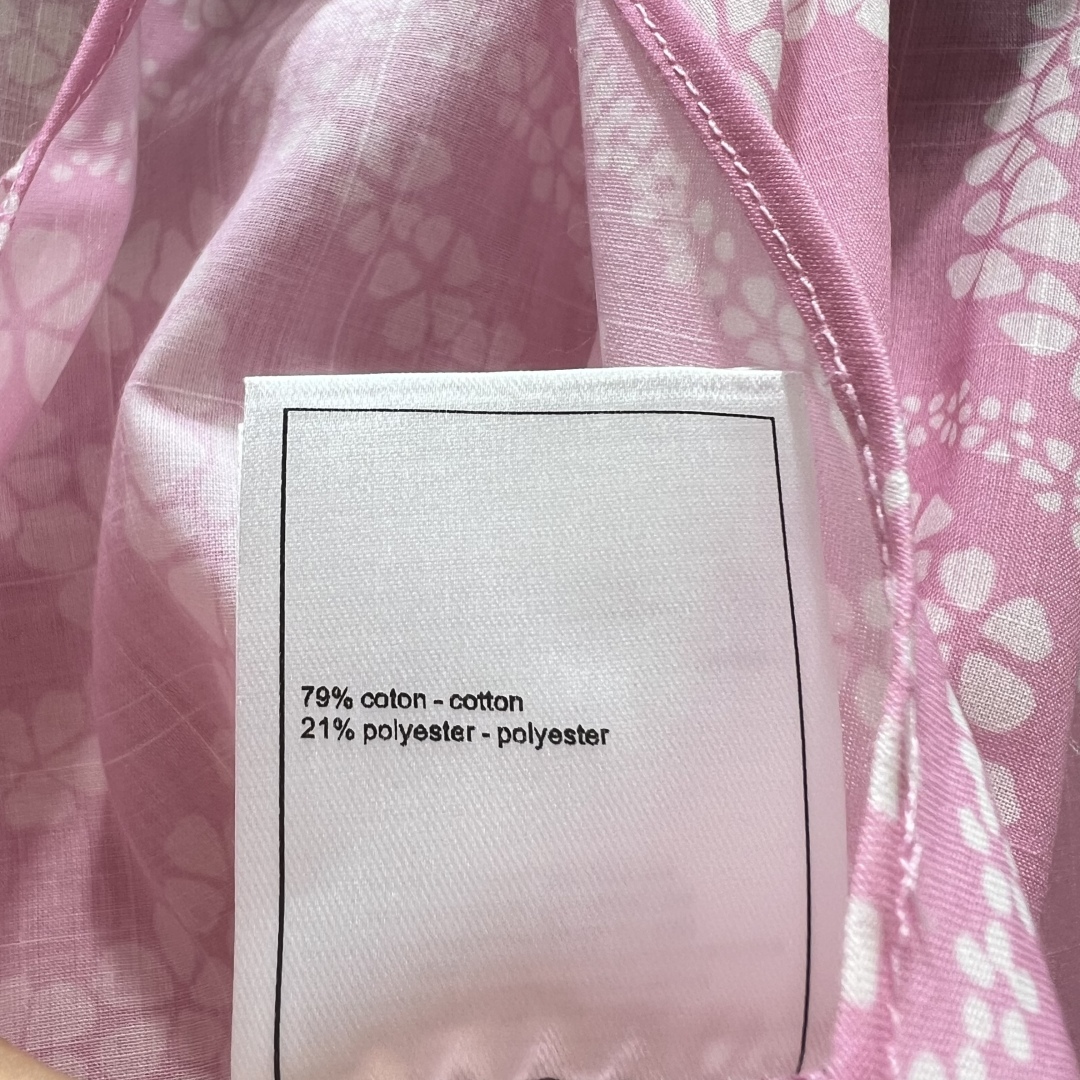 79% coton - cotton
21% polyester - polyester